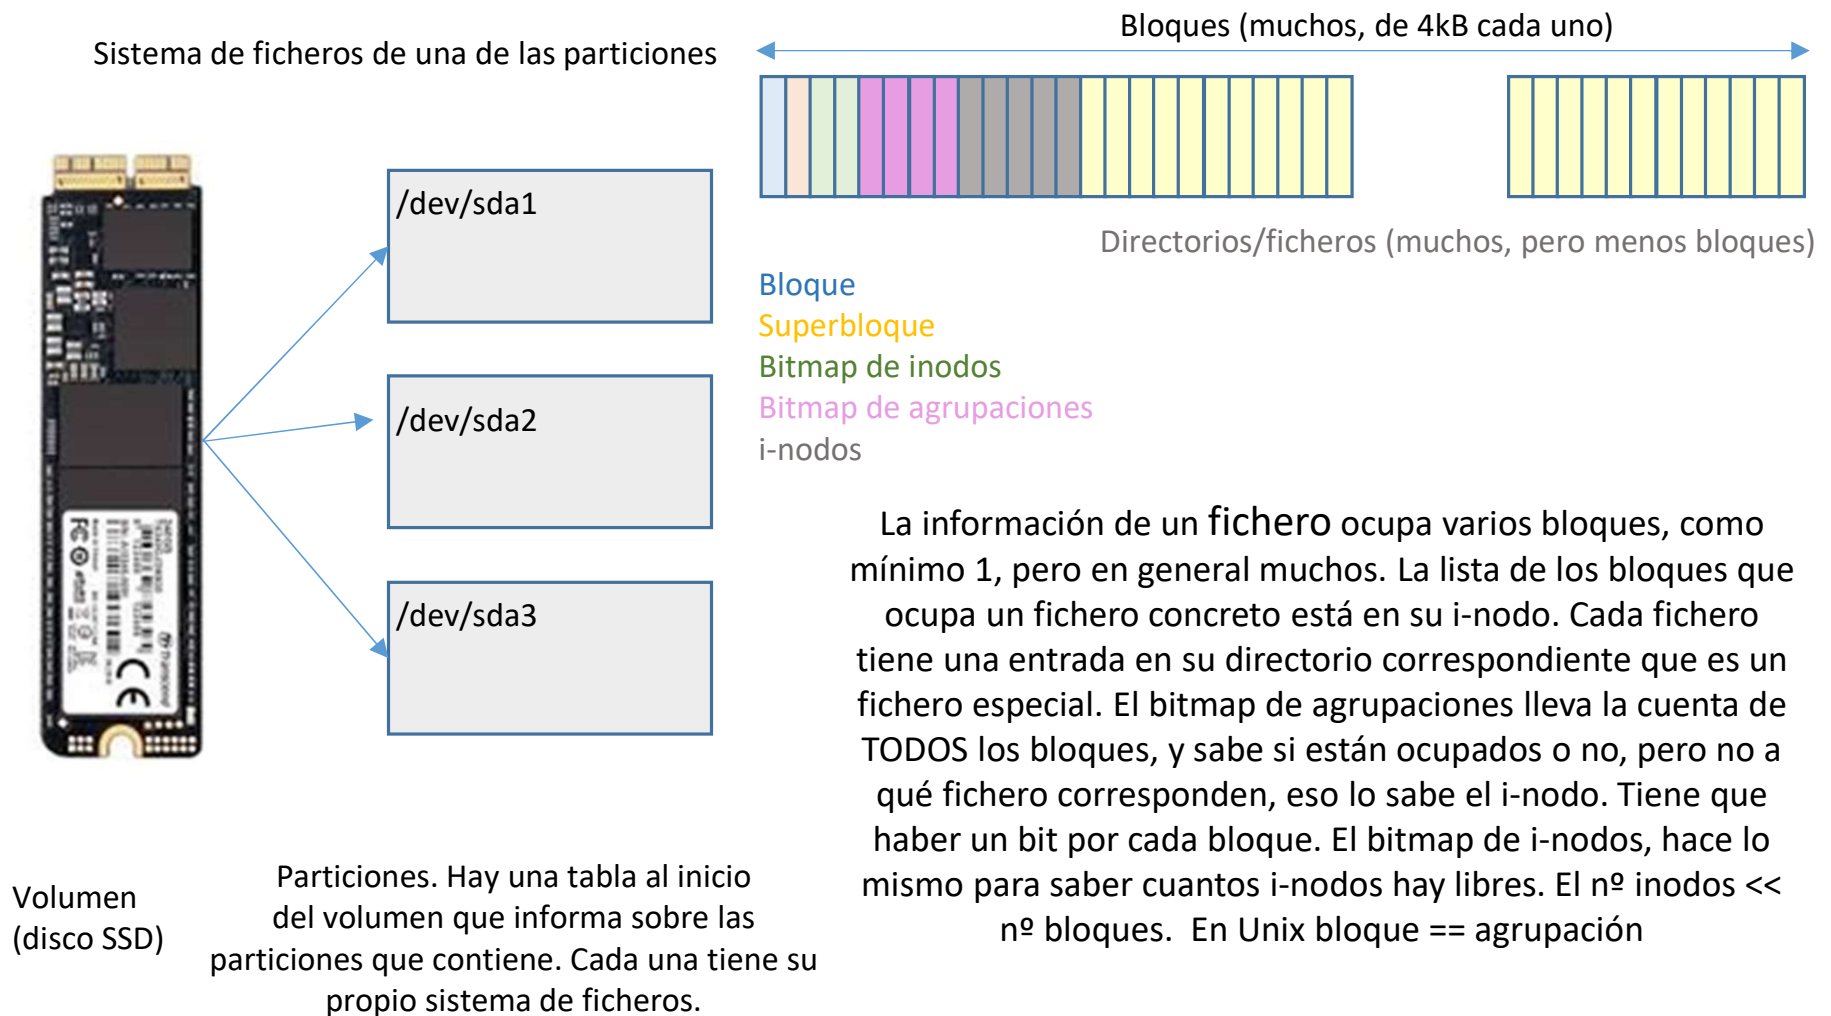 Bloques (muchos, de 4kB cada uno)
Sistema de ficheros de una de las particiones
/dev/sda1
Directorios/ficheros (muchos, pero menos bloques)
Bloque
Superbloque
Bitmap de inodos
Bitmap de agrupaciones
i-nodos
/dev/sda2
/dev/sda3
La información de un fichero ocupa varios bloques, como
mínimo 1, pero en general muchos. La lista de los bloques que
ocupa un fichero concreto está en su i-nodo. Cada fichero
tiene una entrada en su directorio correspondiente que es un
fichero especial. El bitmap de agrupaciones lleva la cuenta de
TODOS los bloques, y sabe si están ocupados o no, pero no a
qué fichero corresponden, eso lo sabe el i-nodo. Tiene que
haber un bit por cada bloque. El bitmap de i-nodos, hace lo
mismo para saber cuantos i-nodos hay libres. El nº inodos <<
nº bloques. En Unix bloque == agrupación
FC
CE
Transcend
Volumen
(disco SSD)
Particiones. Hay una tabla al inicio
del volumen que informa sobre las
particiones que contiene. Cada una tiene su
propio sistema de ficheros.